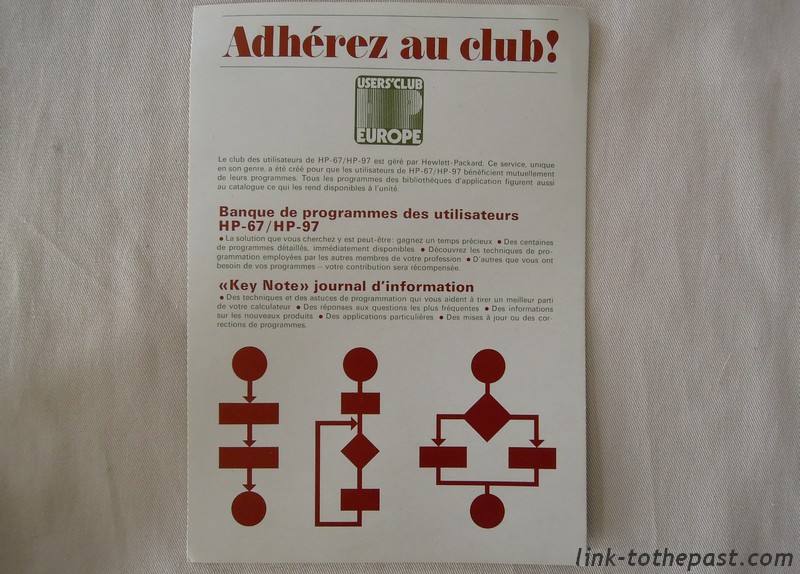 Adhérez au club!
USERS'CLUB
HP
EUROPE
Le club des utilisateurs de HP-67/HP-97 est géré par Hewlett-Packard. Ce service, unique
en son genre, a été créé pour que les utilisateurs de HP-67/HP-97 bénéficient mutuellement
de leurs programmes. Tous les programmes des bibliothèques d'application figurent aussi
au catalogue ce qui les rend disponibles à l'unité.
Banque de programmes des utilisateurs
HP-67/HP-97
● La solution que vous cherchez y est peut-être: gagnez un temps précieux ● Des centaines
de programmes détaillés, immédiatement disponibles ● Découvrez les techniques de pro-
grammation employées par les autres membres de votre profession ● D'autres que vous ont
besoin de vos programmes – votre contribution sera récompensée.
«Key Note» journal d'information
● Des techniques et des astuces de programmation qui vous aident à tirer un meilleur parti
de votre calculateur ● Des réponses aux questions les plus fréquentes ● Des informations
sur les nouveaux produits ● Des applications particulières ● Des mises à jour ou des cor-
rections de programmes.
link-tothepast.com